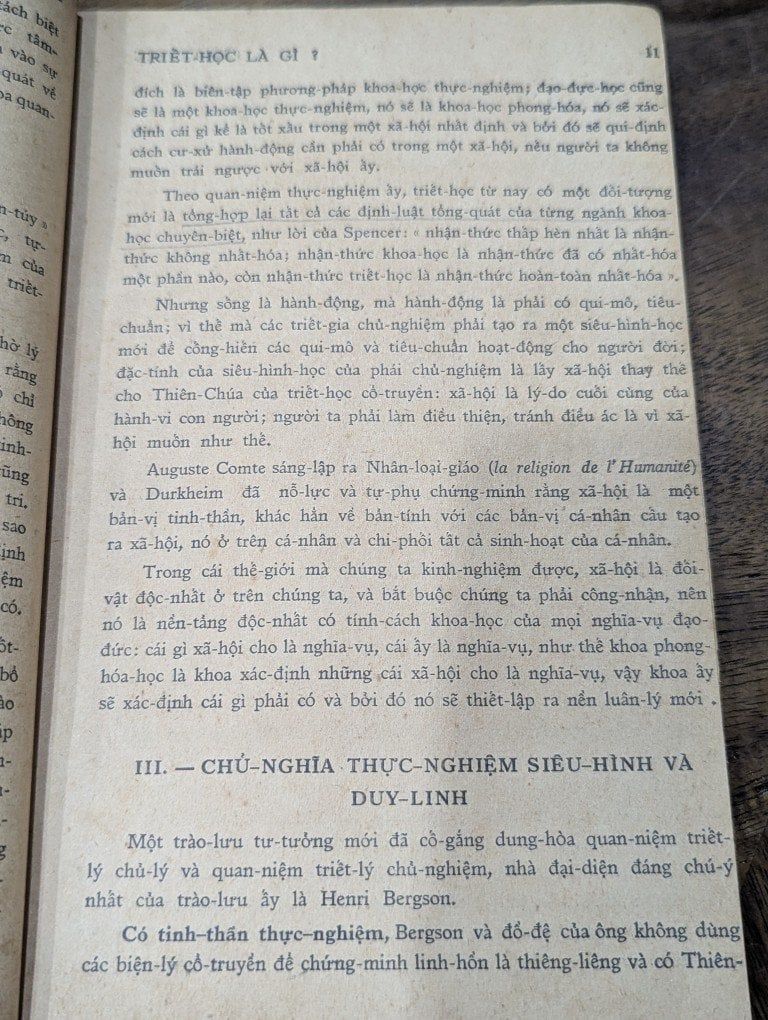 tách biệt
tâm-
vào sự
quát về
quan-
TRIẾT-HỌC LÀ GÌ ? 11
đích là biên-tập phương-pháp khoa-học thực-nghiệm; đạo-đức-học cũng
sẽ là một khoa-học thực-nghiệm, nó sẽ là khoa-học phong-hóa, nó sẽ xác-
định cái gì kể là tốt xấu trong một xã-hội nhất định và bởi đó sẽ qui-định
cách cư-xử hành-động cần phải có trong một xã-hội, nếu người ta không
muốn trái ngược với xã-hội ấy.
Theo quan-niệm thực-nghiệm ấy, triết-học từ nay có một đối-tượng
mới là tổng-hợp lại tất cả các định-luật tổng-quát của từng ngành khoa-
học chuyên-biệt, như lời của Spencer: « nhận-thức thấp hèn nhất là nhận-
thức không nhất-hóa; nhận-thức khoa-học là nhận-thức đã có nhất-hóa
một phần nào, còn nhận-thức triết-học là nhận-thức hoàn-toàn nhất-hóa ».
Nhưng sống là hành-động, mà hành-động là phải có qui-mô, tiêu-
chuẩn; vì thế mà các triết-gia chủ-nghiệm phải tạo ra một siêu-hình-học
mới để cống-hiến các qui-mô và tiêu-chuẩn hoạt-động cho người đời;
đặc-tính của siêu-hình-học của phái chủ-nghiệm là lấy xã-hội thay thế
cho Thiên-Chúa của triết-học cổ-truyền: xã-hội là lý-do cuối cùng của
hành-vi con người; người ta phải làm điều thiện, tránh điều ác là vì xã-
hội muốn như thế.
Auguste Comte sáng-lập ra Nhân-loại-giáo (la religion de l'Humanité)
và Durkheim đã nỗ-lực và tự-phụ chứng-minh rằng xã-hội là một
bản-vị tinh-thần, khác hẳn về bản-tính với các bản-vị cá-nhân cấu tạo
ra xã-hội, nó ở trên cá-nhân và chi-phối tất cả sinh-hoạt của cá-nhân.
Trong cái thế-giới mà chúng ta kinh-nghiệm được, xã-hội là đối-
vật độc-nhất ở trên chúng ta, và bắt buộc chúng ta phải công-nhận, nên
nó là nền-tảng độc-nhất có tính-cách khoa-học của mọi nghĩa-vụ đạo-
đức: cái gì xã-hội cho là nghĩa-vụ, cái ấy là nghĩa-vụ, như thế khoa phong-
hóa-học là khoa xác-định những cái xã-hội cho là nghĩa-vụ, vậy khoa ấy
sẽ xác-định cái gì phải có và bởi đó nó sẽ thiết-lập ra nền luân-lý mới .
III. — CHỦ-NGHĨA THỰC-NGHIỆM SIÊU-HÌNH VÀ
DUY-LINH
Một trào-lưu tư-tưởng mới đã cố-gắng dung-hòa quan-niệm triết-
lý chủ-lý và quan-niệm triết-lý chủ-nghiệm, nhà đại-diện đáng chú-ý
nhất của trào-lưu ấy là Henri Bergson.
Có tinh-thần thực-nghiệm, Bergson và đồ-đệ của ông không dùng
các biện-lý cổ-truyền để chứng-minh linh-hồn là thiêng-liêng và có Thiên-